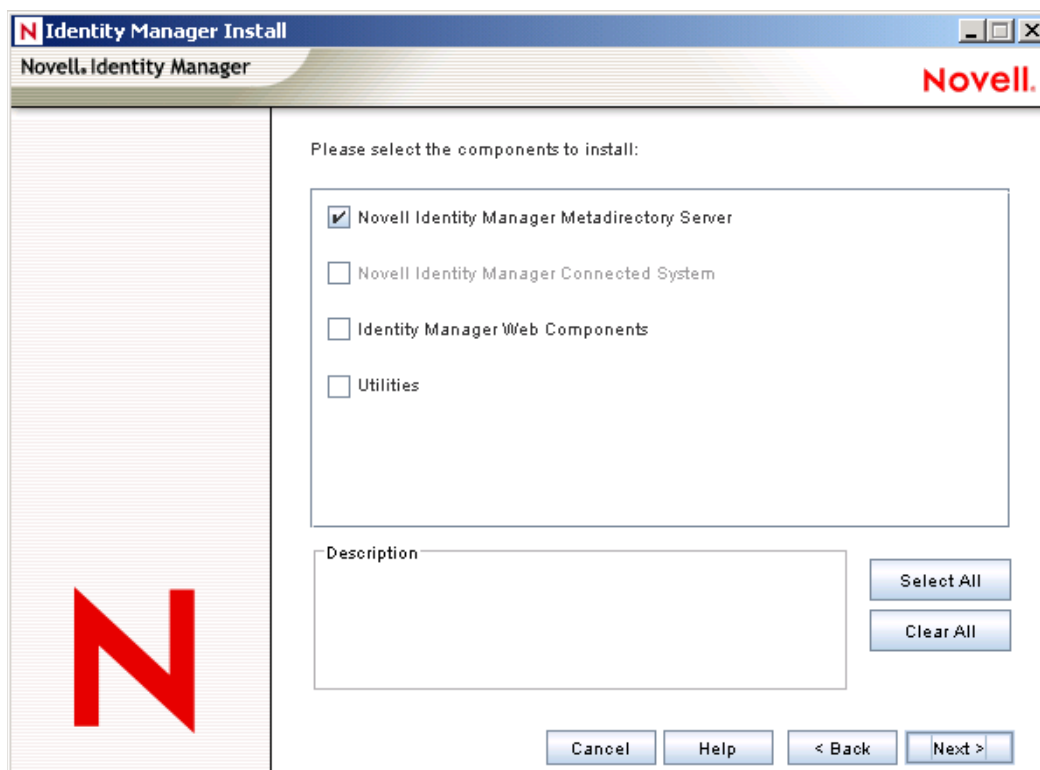 N Identity Manager Install
Novell. Identity Manager
Novell.
Please select the components to install:
Novell Identity Manager Metadirectory Server
Novell Identity Manager Connected System
Identity Manager Web Components
Utilities
Description
Select All
Clear All
N
Cancel
Help
< Back
Next >